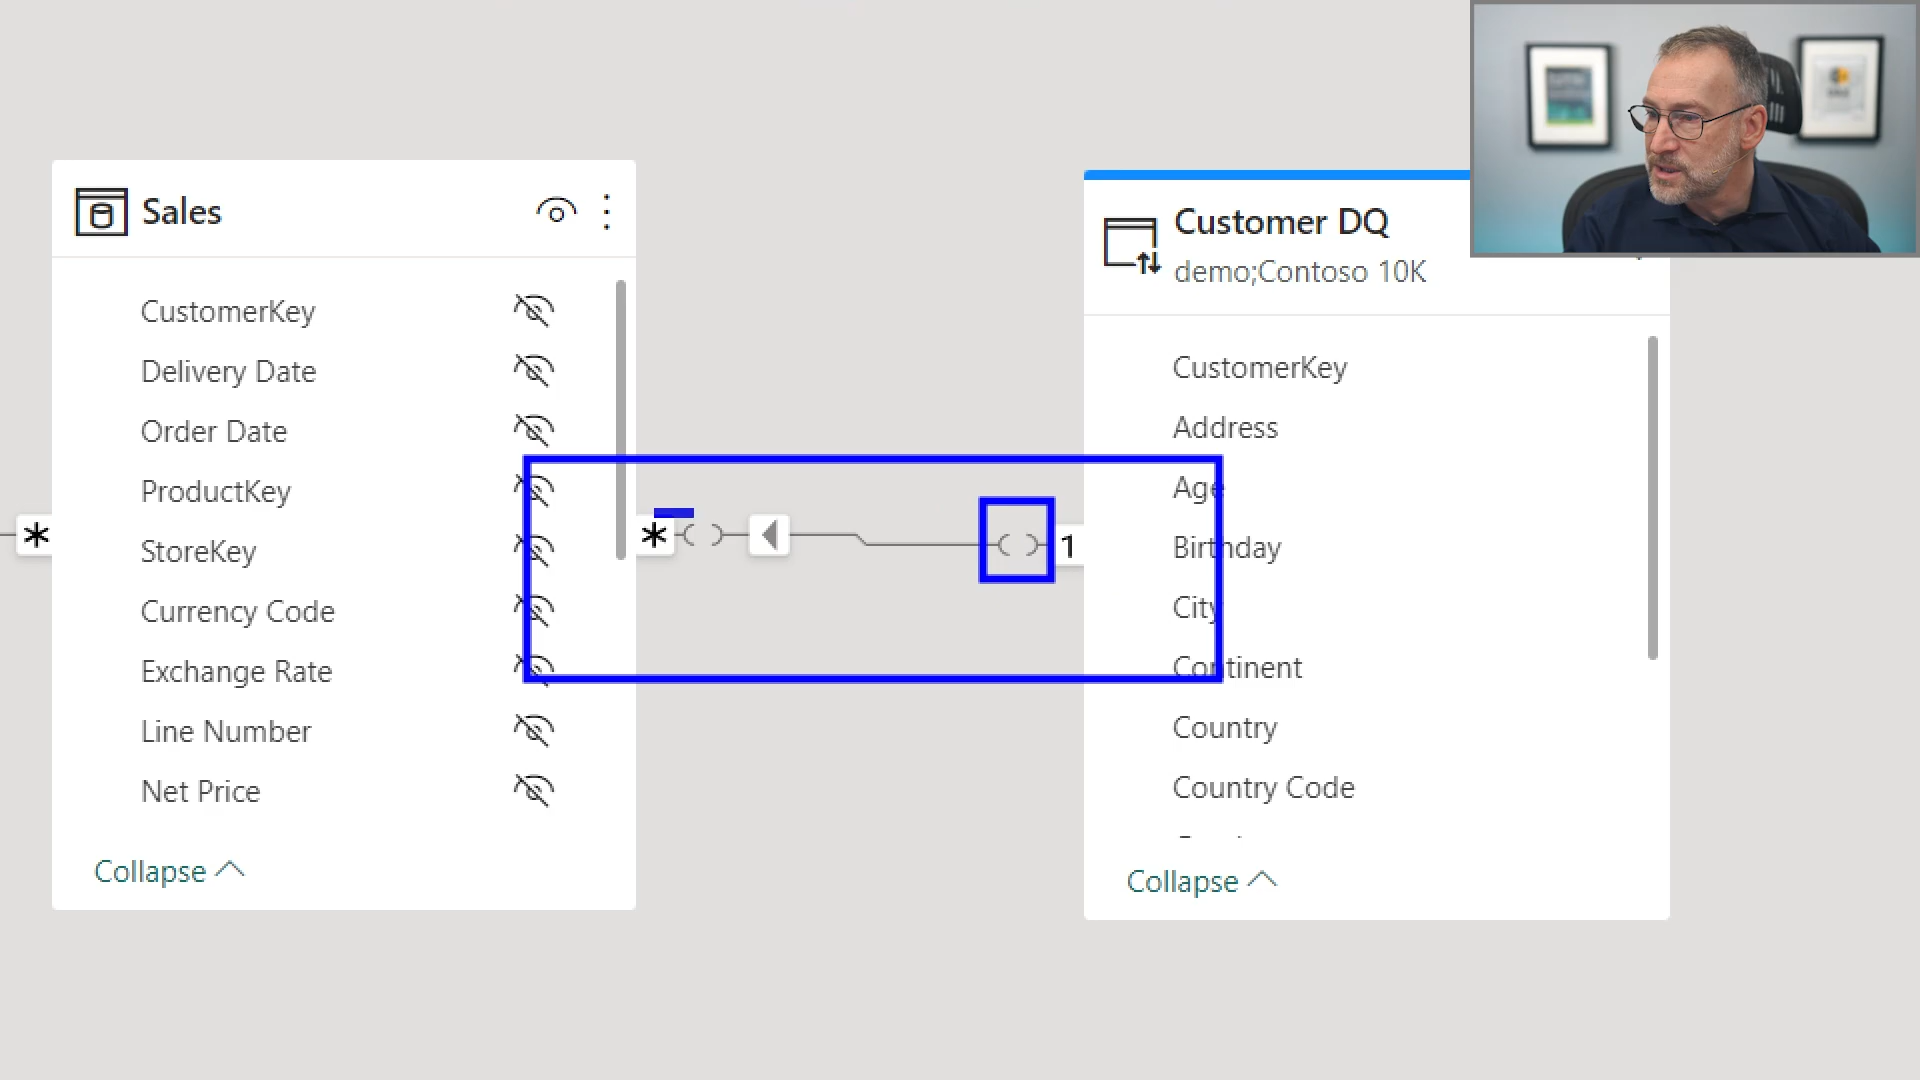 Sales
CustomerKey
Delivery Date
Order Date
ProductKey
StoreKey
Currency Code
Exchange Rate
Line Number
Net Price
Collapse
*
*
1
Customer DQ
demo;Contoso 10K
CustomerKey
Address
Age
Birthday
City
Continent
Country
Country Code
Collapse